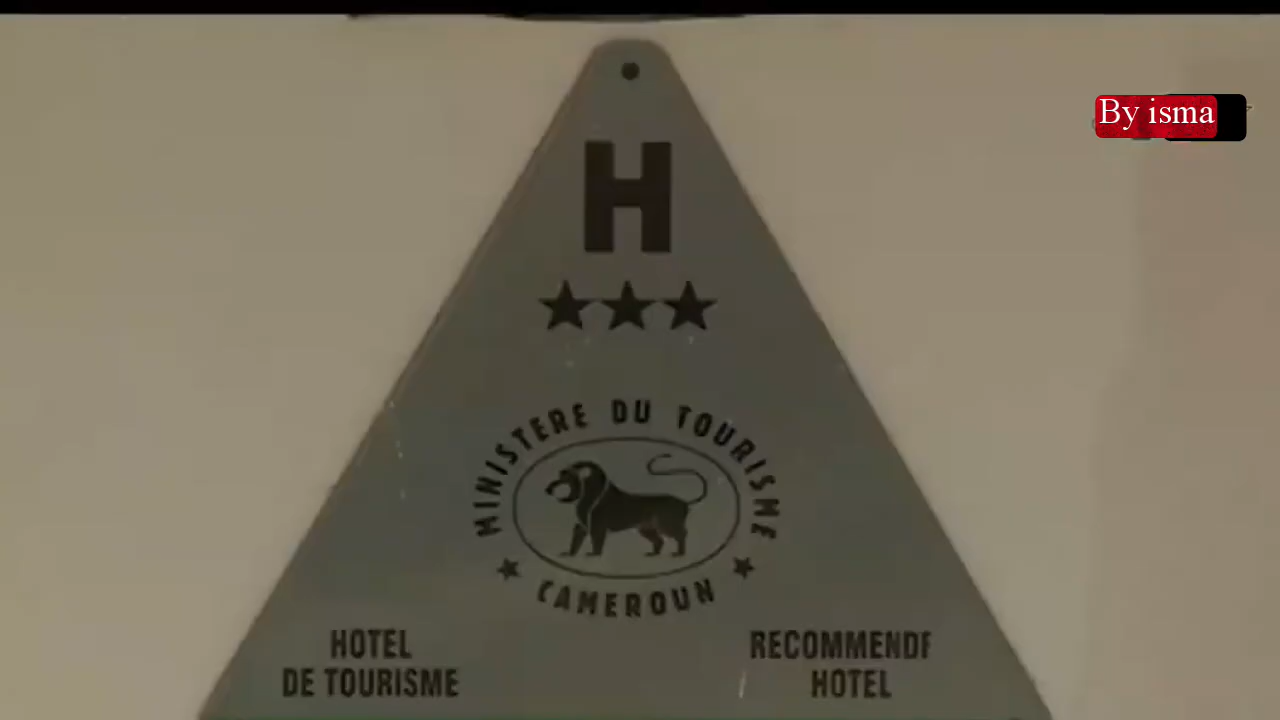 By isma
H
MINISTERE DU TOURISME
CAMEROUN
HOTEL
DE TOURISME
RECOMMENDE
HOTEL